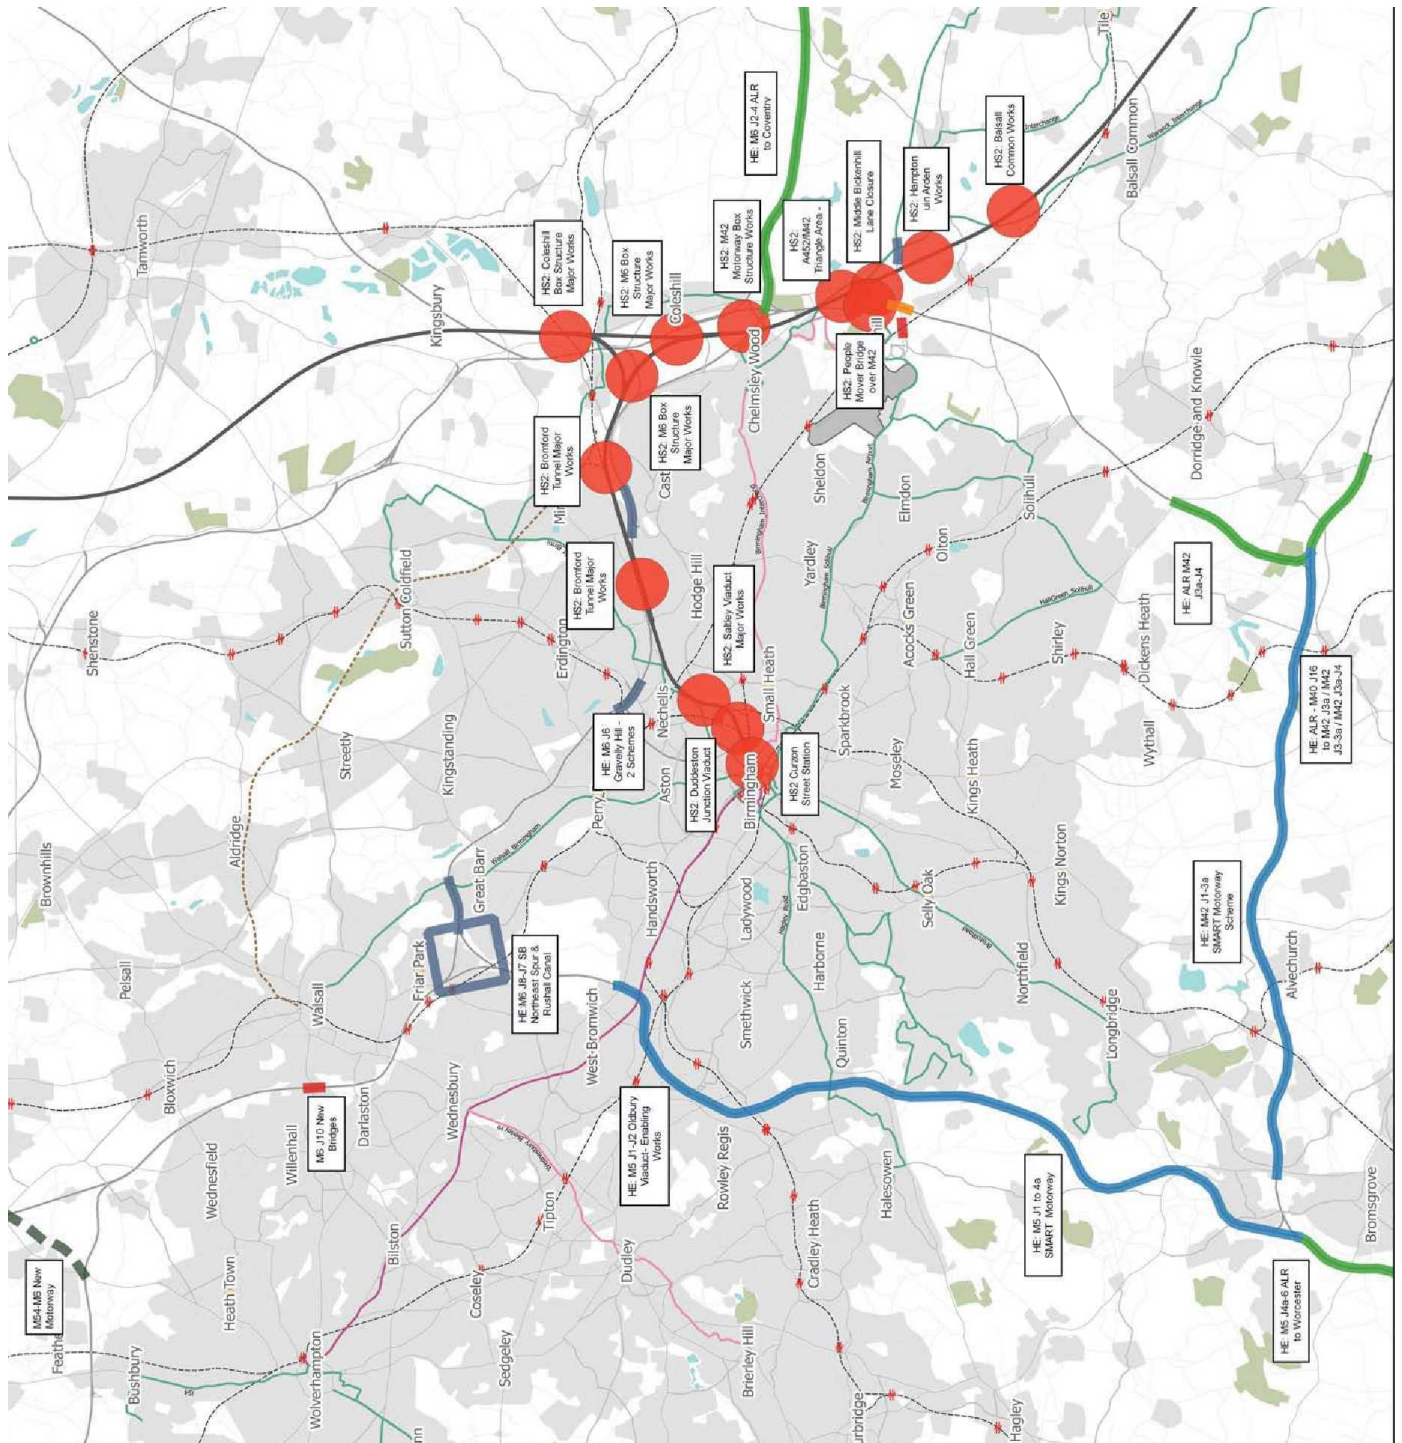 M54-M6 New
Motorway
Feathe
Bushbury
Brownhills
Shenstone
Tamworth
Pelsall
Bloxwich
Wednesfield
Heath Town
Aldridge
Willenhall
Walsall
Wolverhampton
M6 J10 New
Bridges
Streetly
Darlaston
Bilston
Friar Park
Sutton Coldfield
Kingsbury
Wednesbury
Kingstanding
Great Barr
Coseley
Sedgeley
Walsall_Birmingham
HE:M6 J8-J7 SB
Northeast Spur &
Rushall Canal
Tipton
Erdington
HS2: Bromford
Tunnel Major
Works
HS2: Coleshill
Box Structure
Major Works
West Bromwich
Perry
HE: M6 J6
Gravelly Hill -
2 Schemes
HS2: Bromford
Tunnel Major
Works
HS2: M6 Box
Structure
Major Works
Dudley
HE: M5 J1-J2 Oldbury
Viaduct- Enabling
Works
Handsworth
Aston
Nechells
Cast
HS2: M6 Box
Structure
Major Works
Coleshill
HS2: Duddeston
Junction Viaduct
Hodge Hill
Rowley Regis
HS2: Saltley Viaduct
Major Works
HS2: M42
Motorway Box
Structure Works
HE: M6 J2-4 ALR
to Coventry
Brierley Hill
Smethwick
Ladywood
Birmingham
Small Heath
Chelmsley Wood
HS2 Curzon
Street Station
HS2:
A452/M42
Triangle Area -
Cradley Heath
Harborne
Edgbaston
Yardley
Sheldon
Quinton
Sparkbrook
HS2: People
Mover Bridge
over M42
HS2: Middle Bickenhill
Lane Closure
ill
urbridge
Halesowen
Moseley
Acocks Green
Elmdon
HS2: Hampton
uin Arden
Works
Selly Oak
Olton
Kings Heath
Hall Green
HS2: Balsall
Common Works
Hagley
Northfield
Solihull
HE: M5 J1 to 4a
SMART Motorway
Kings Norton
Shirley
HallGreen_Solihull
Interchange
Tile
Longbridge
Dickens Heath
Balsall Common
Warwick_Interchange
Wythall
HE: ALR M42
J3a-J4
Dorridge and Knowle
HE: M42 J1-3a
SMART Motorway
Scheme
HE: M5 J4a-6 ALR
to Worcester
Alvechurch
HE: ALR - M40 J16
to M42 J3a / M42
J3-3a / M42 J3a-J4
Bromsgrove